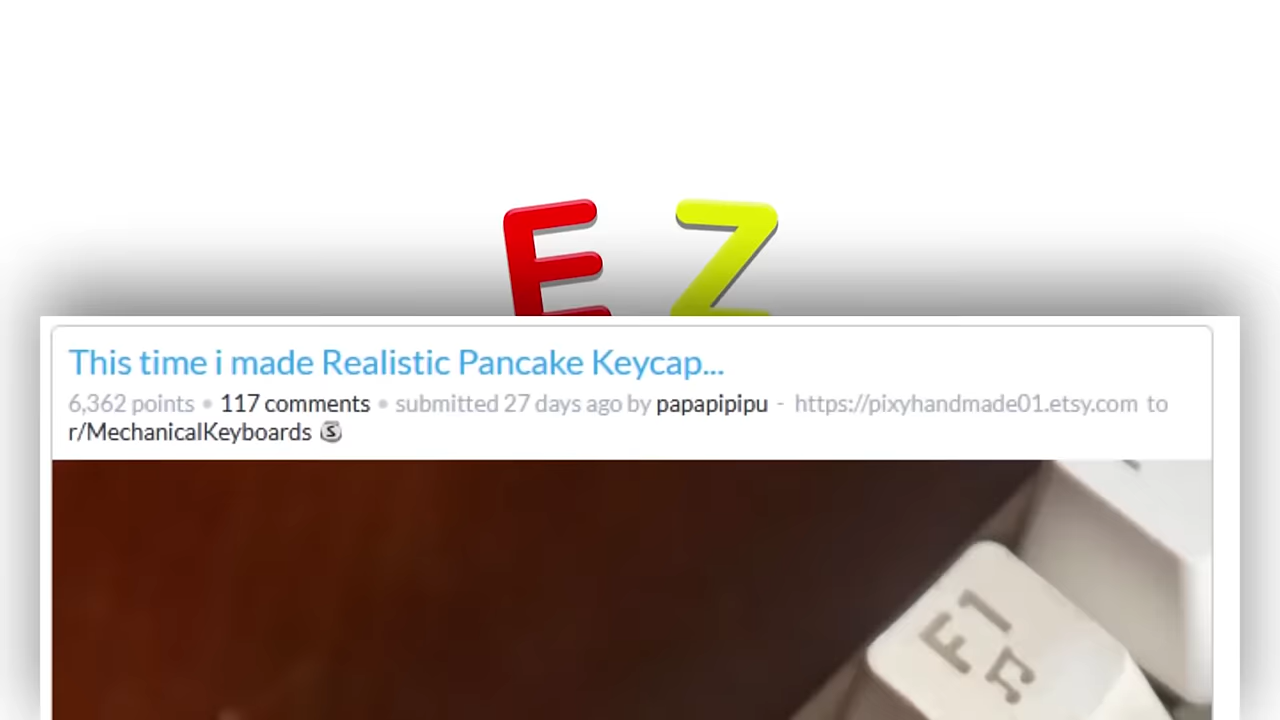 E Z
This time i made Realistic Pancake Keycap...
6,362 points • 117 comments • submitted 27 days ago by papapipipu - https://pixyhandmade01.etsy.com to
r/MechanicalKeyboards S
F1